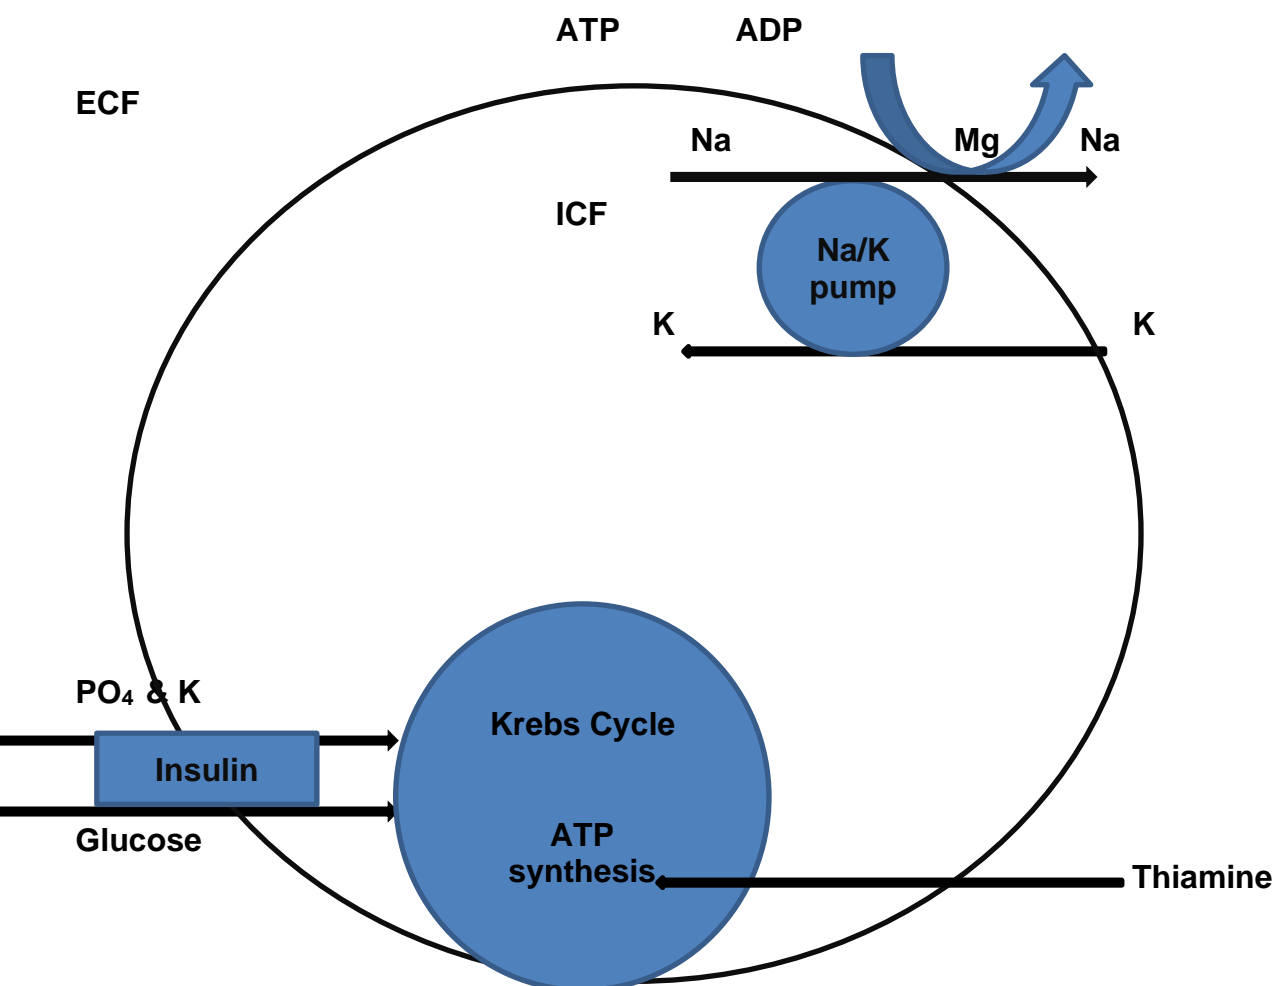 ATP ADP
ECF
Na Mg Na
ICF
Na/K
pump
K K
PO₄ & K
Krebs Cycle
Insulin
Glucose
ATP
synthesis
Thiamine